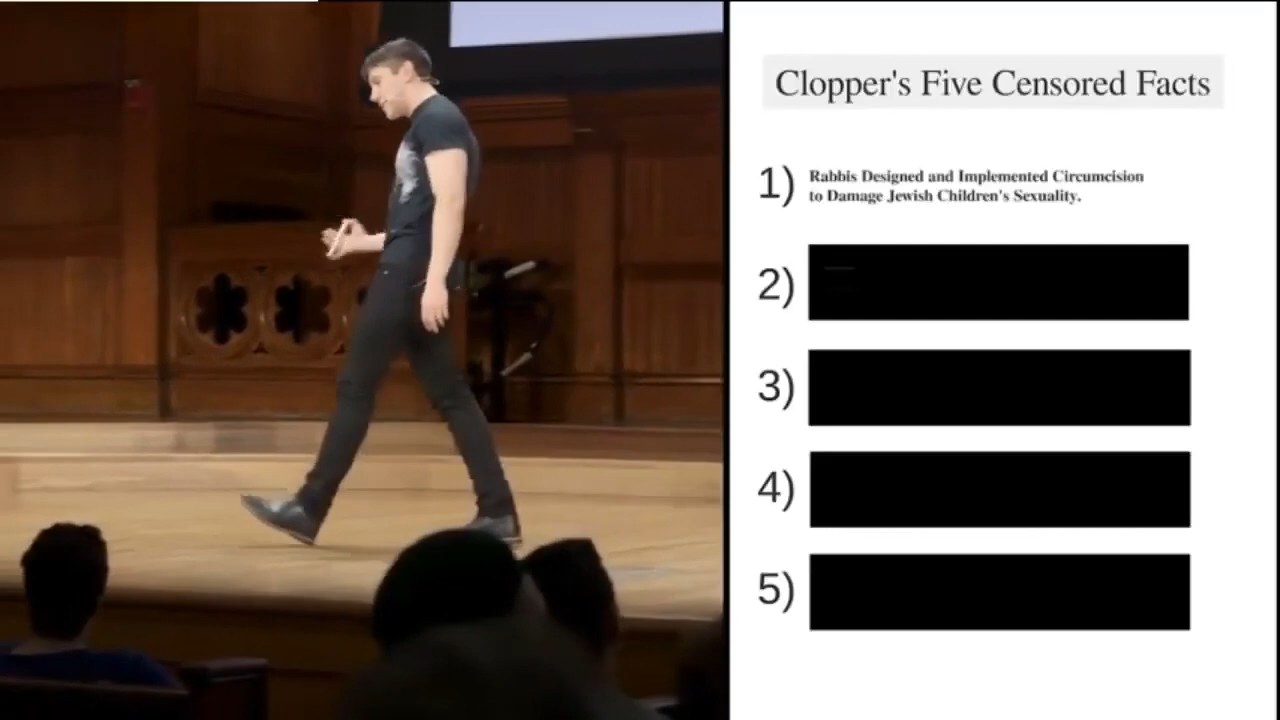 Clopper's Five Censored Facts
1) Rabbis Designed and Implemented Circumcision
to Damage Jewish Children's Sexuality.
2)
3)
4)
5)